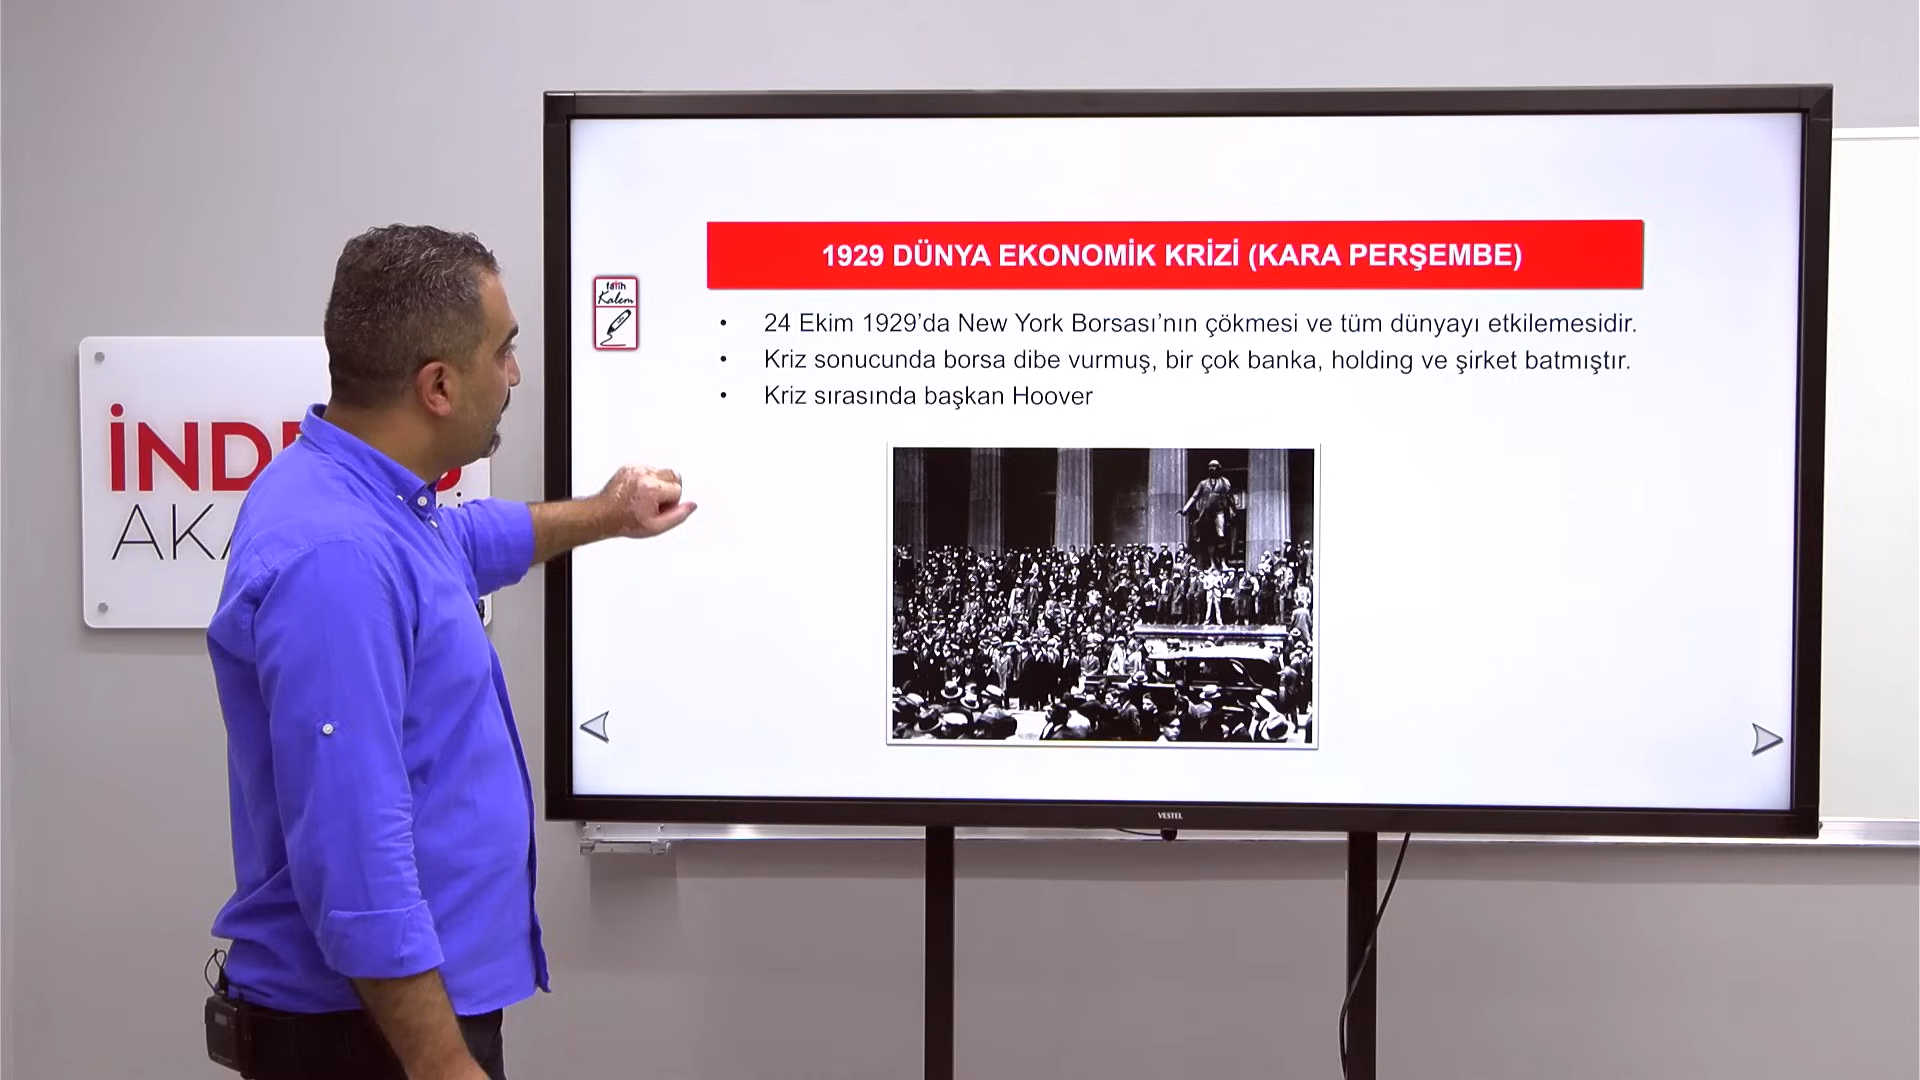 1929 DÜNYA EKONOMİK KRİZİ (KARA PERŞEMBE)
fatih
Kalem
• 24 Ekim 1929’da New York Borsası’nın çökmesi ve tüm dünyayı etkilemesidir.
• Kriz sonucunda borsa dibe vurmuş, bir çok banka, holding ve şirket batmıştır.
• Kriz sırasında başkan Hoover
VESTEL